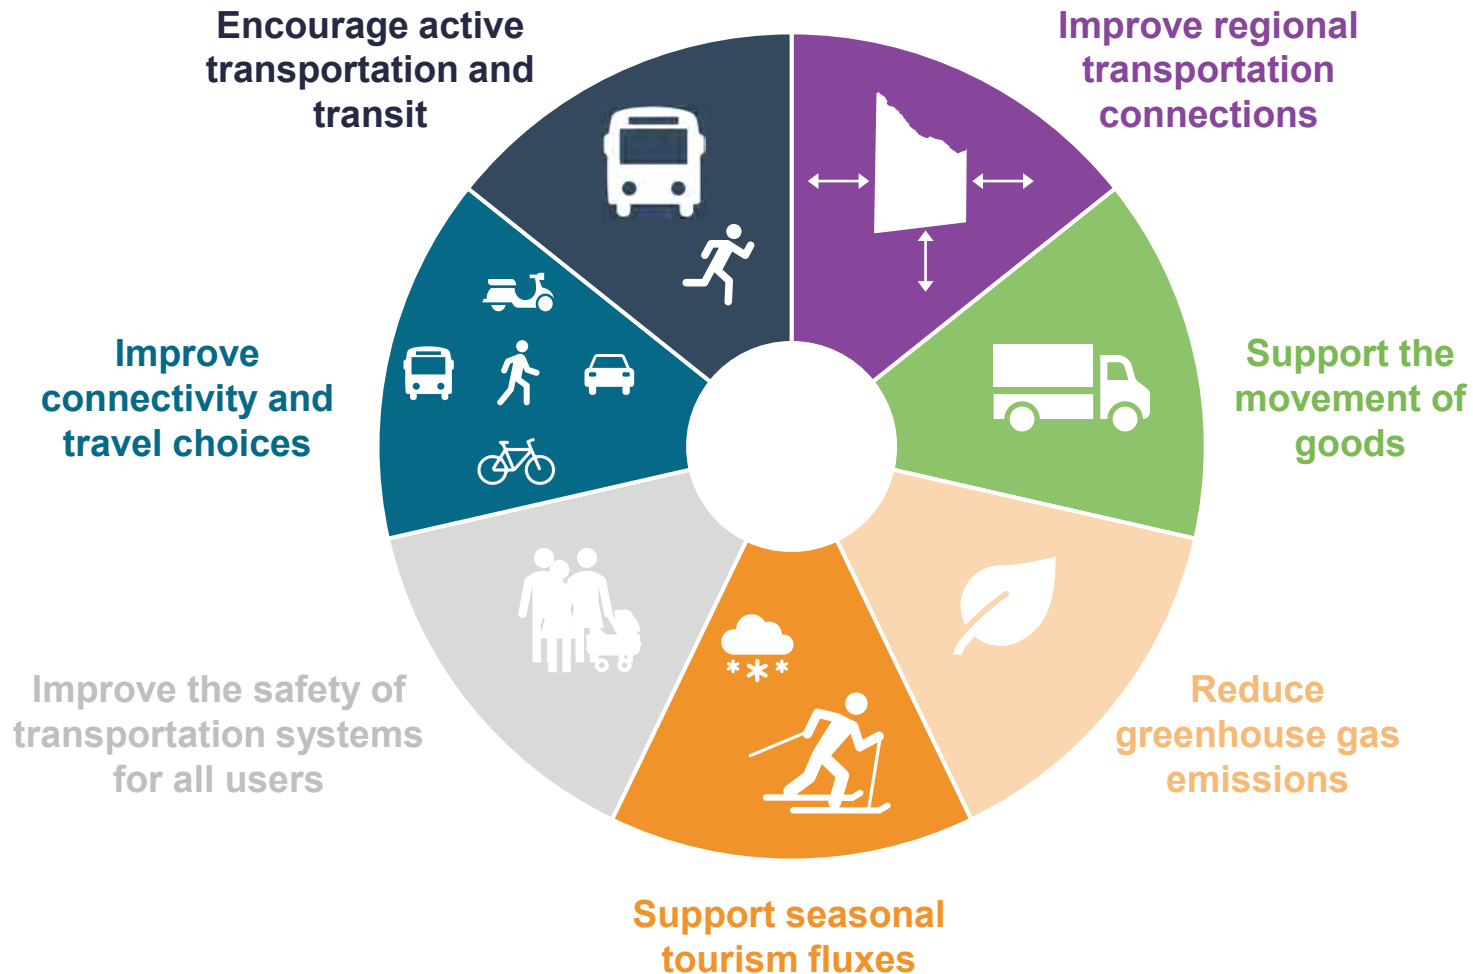 Encourage active
transportation and
transit
Improve regional
transportation
connections
Improve
connectivity and
travel choices
Support the
movement of
goods
Improve the safety of
transportation systems
for all users
Reduce
greenhouse gas
emissions
Support seasonal
tourism fluxes